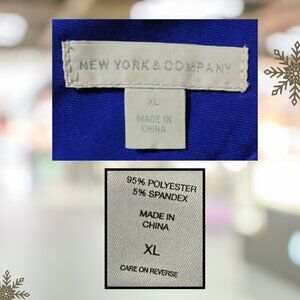 NEW YORK & COMPANY
XL
MADE IN
CHINA
95% POLYESTER
5% SPANDEX
MADE IN
CHINA
XL
CARE ON REVERSE